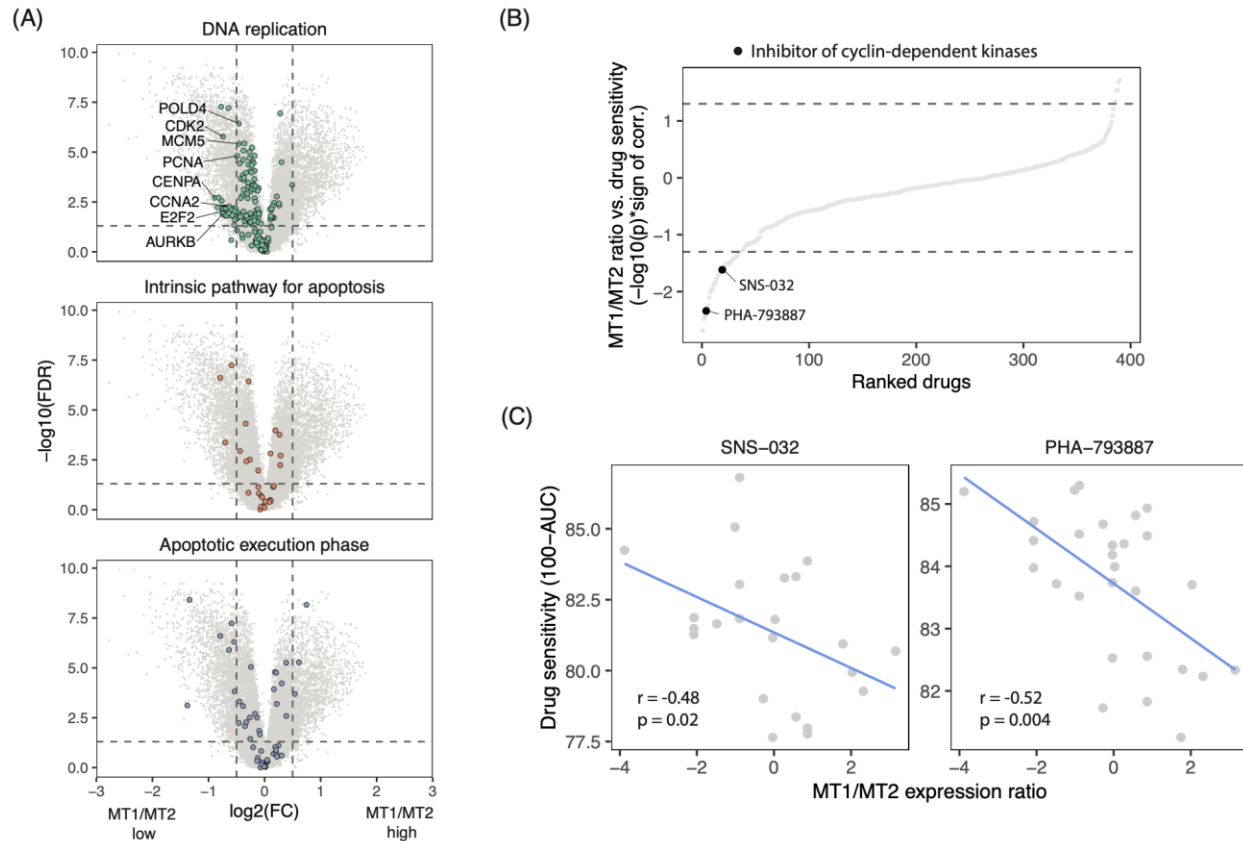 (A)
DNA replication
10.0
7.5
5.0
2.5
0.0
POLD4
CDK2
MCM5
PCNA
CENPA
CCNA2
E2F2
AURKB
Intrinsic pathway for apoptosis
10.0
7.5
5.0
2.5
0.0
−log10(FDR)
Apoptotic execution phase
10.0
7.5
5.0
2.5
0.0
−3 −2 −1 0 1 2 3
MT1/MT2
low
log2(FC)
MT1/MT2
high
(B)
Inhibitor of cyclin-dependent kinases
MT1/MT2 ratio vs. drug sensitivity
(−log10(p)*sign of corr.)
1
0
−1
−2
SNS-032
PHA-793887
0 100 200 300 400
Ranked drugs
(C)
SNS−032
Drug sensitivity (100−AUC)
85.0
82.5
80.0
77.5
r = -0.48
p = 0.02
−4 −2 0 2
PHA−793887
85
84
83
82
r = -0.52
p = 0.004
−4 −2 0 2
MT1/MT2 expression ratio